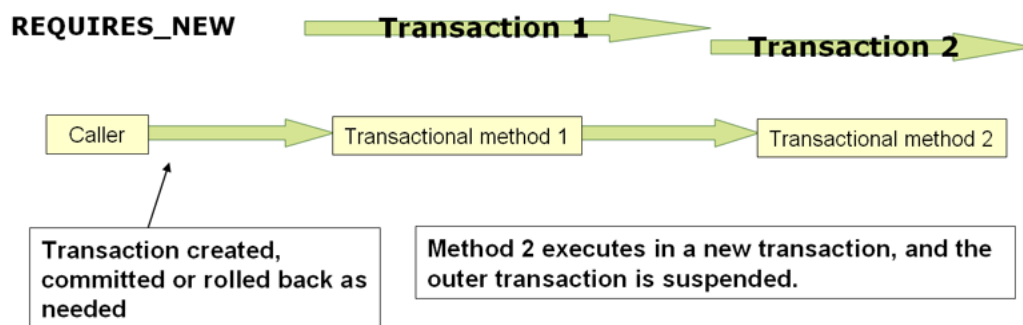 REQUIRES_NEW
Transaction 1
Transaction 2
Caller
Transactional method 1
Transactional method 2
Transaction created,
committed or rolled back as
needed
Method 2 executes in a new transaction, and the
outer transaction is suspended.